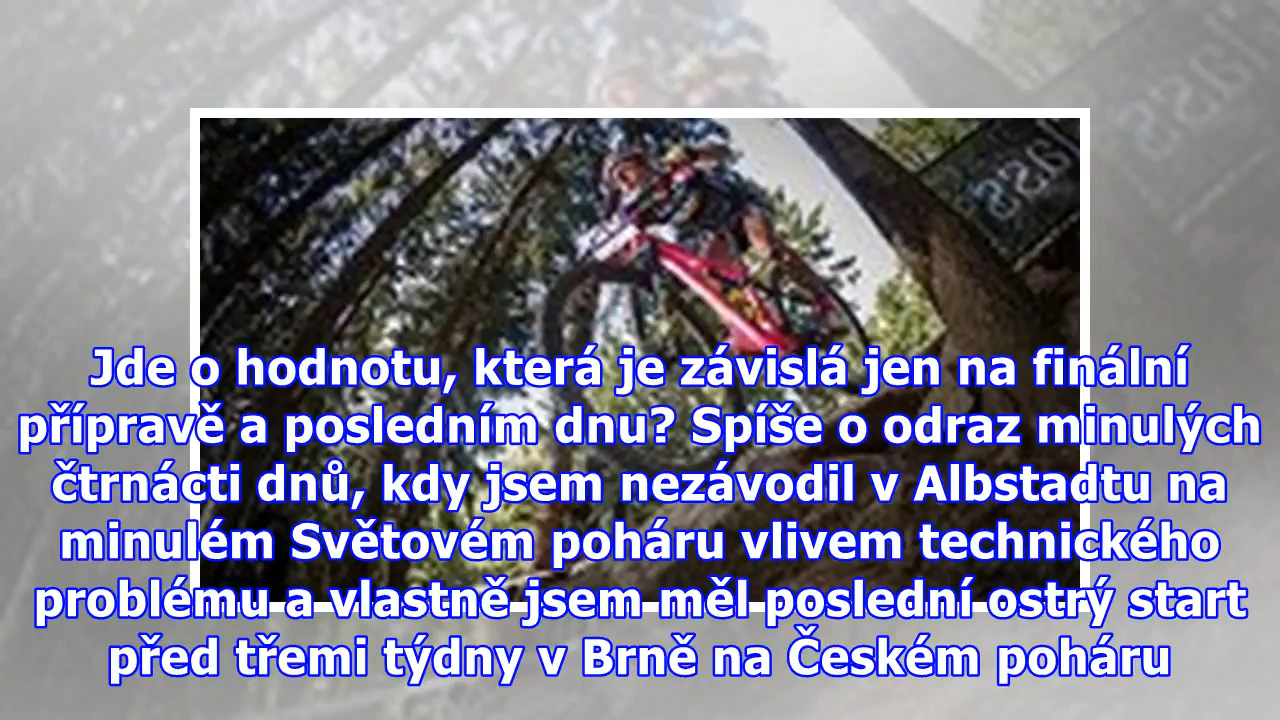 Jde o hodnotu, která je závislá jen na finální
přípravě a posledním dnu? Spíše o odraz minulých
čtrnácti dnů, kdy jsem nezávodil v Albstadtu na
minulém Světovém poháru vlivem technického
problému a vlastně jsem měl poslední ostrý start
před třemi týdny v Brně na Českém poháru